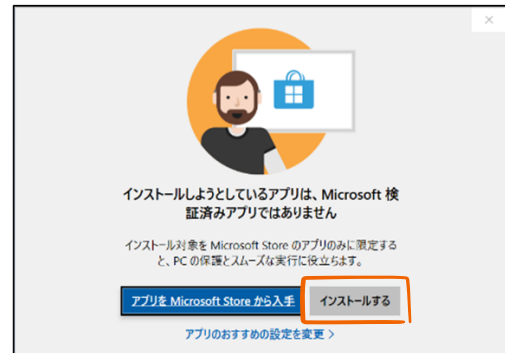 インストールしようとしているアプリは、Microsoft 検
証済みアプリではありません
インストール対象を Microsoft Store のアプリのみに限定する
と、PC の保護とスムーズな実行に役立ちます。
アプリを Microsoft Store から入手
インストールする
アプリのおすすめの設定を変更 >